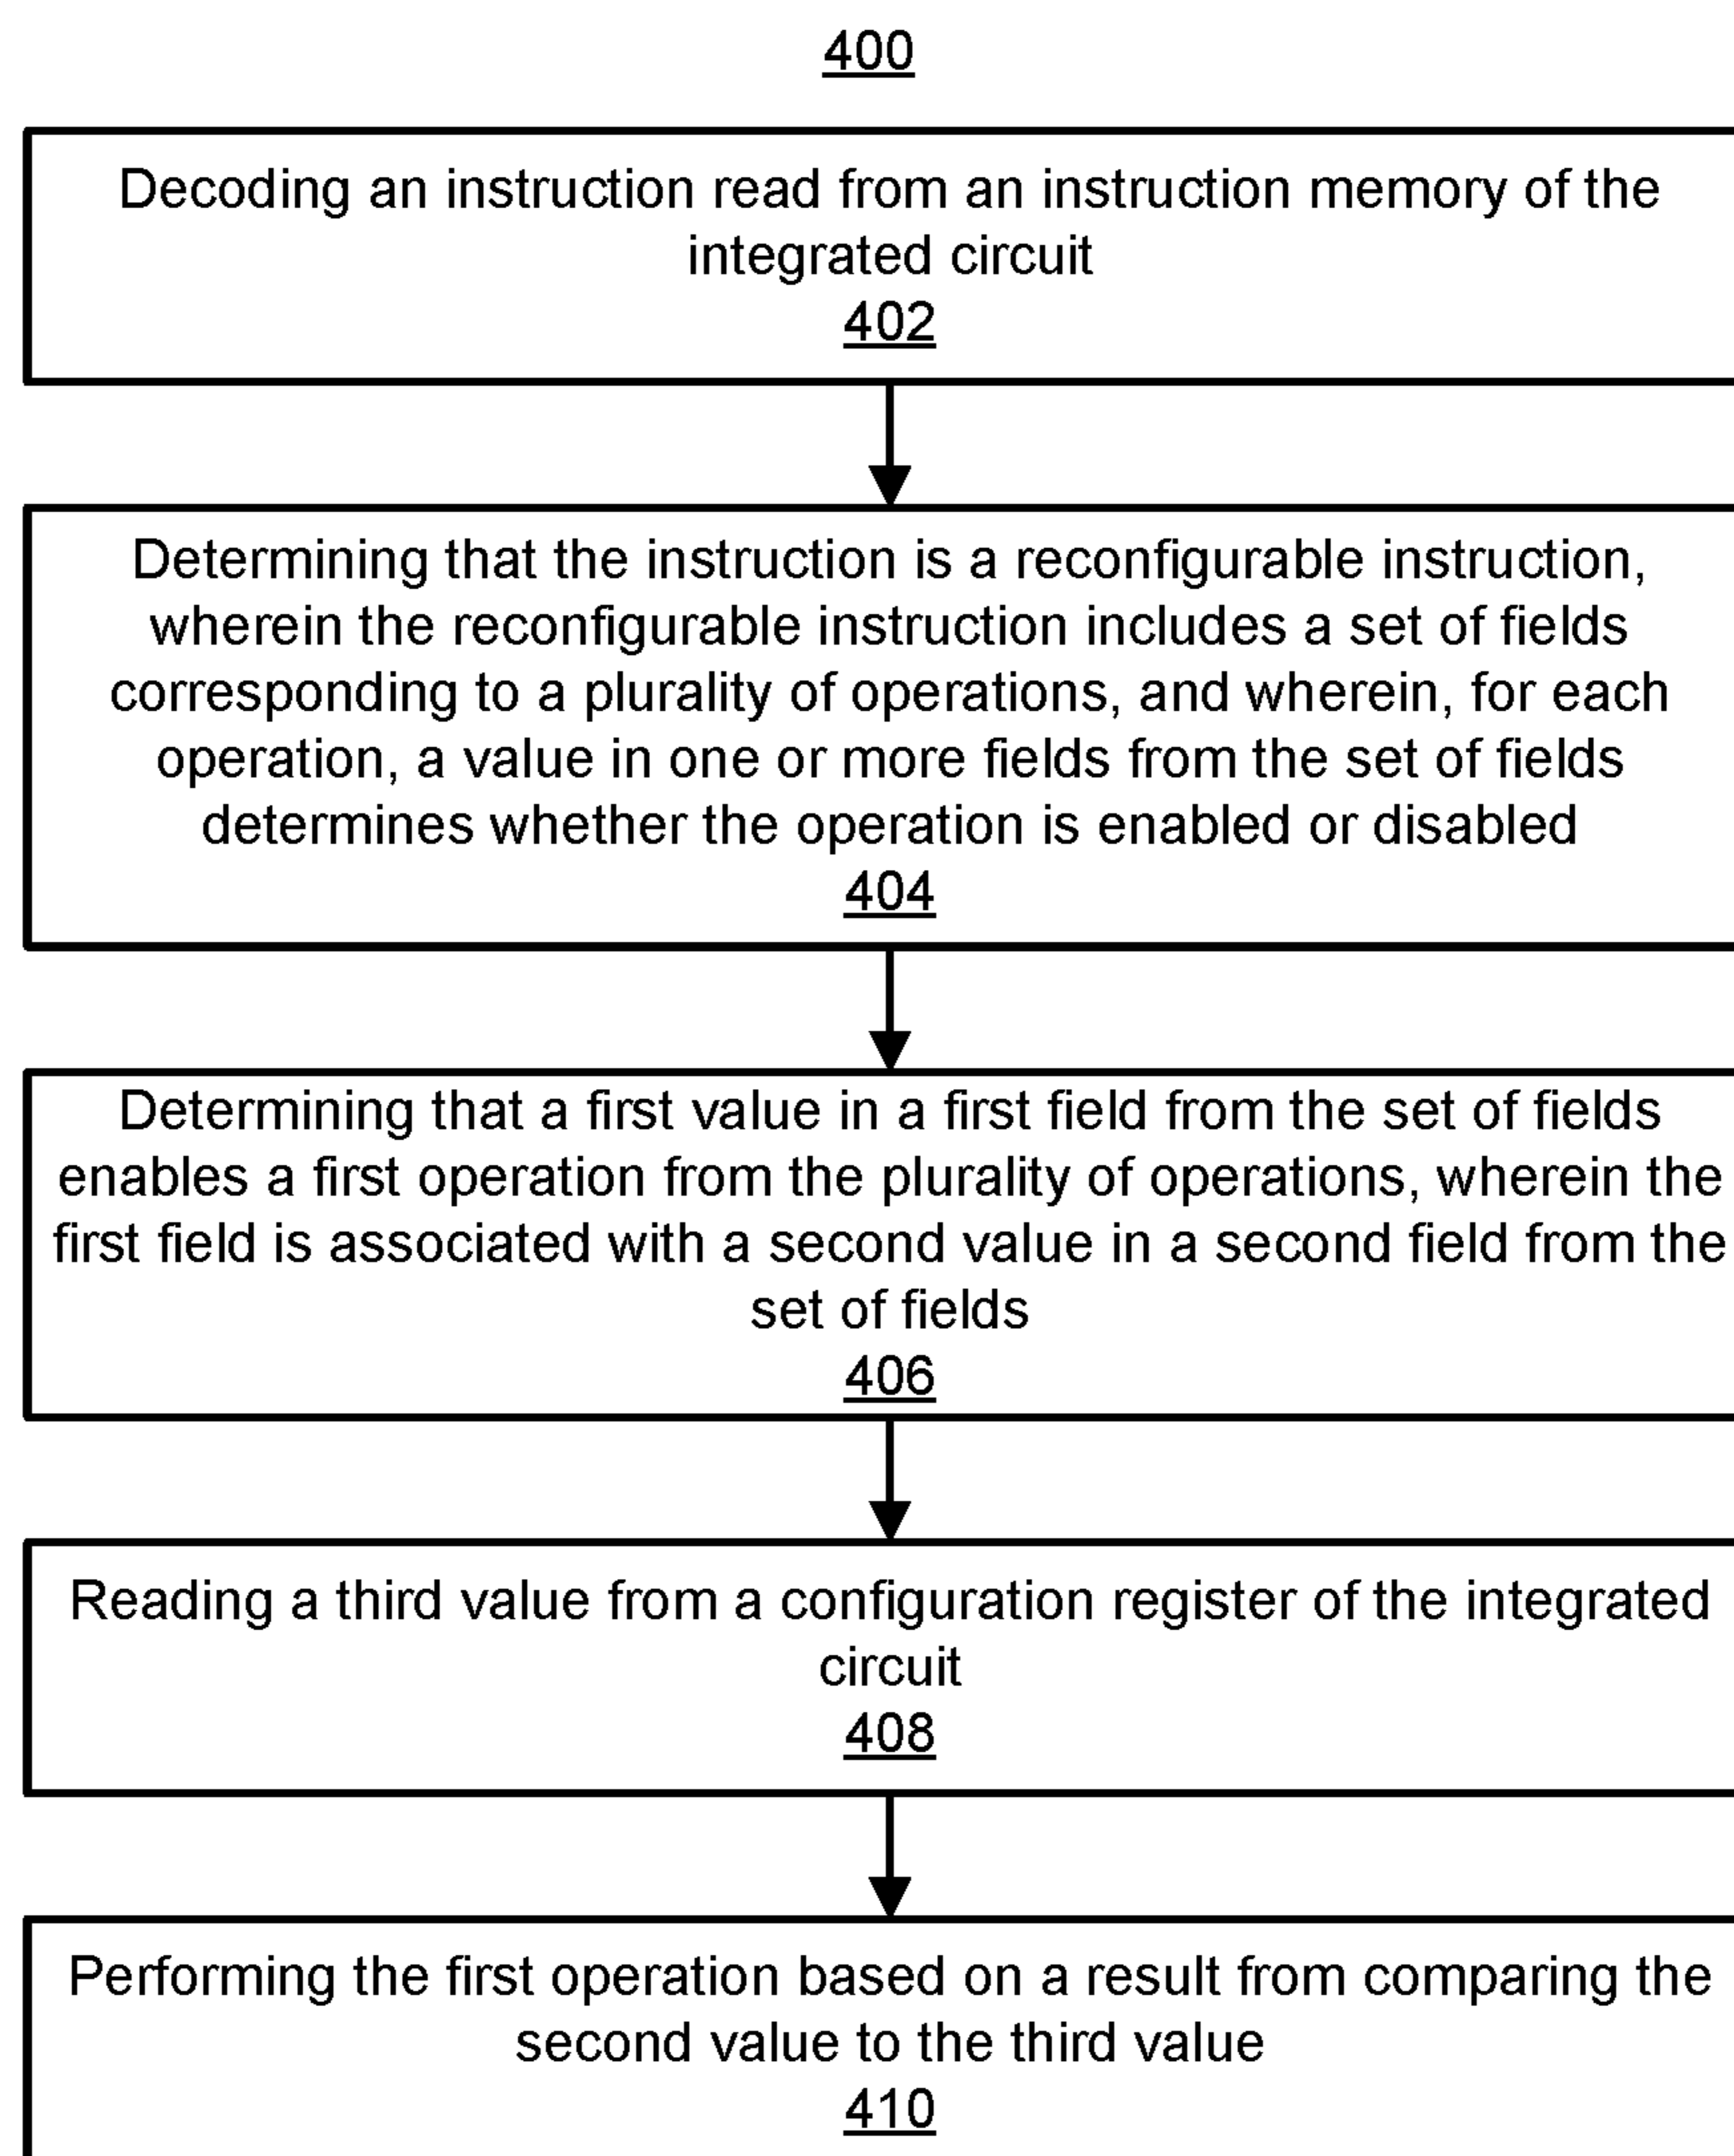 400
Decoding an instruction read from an instruction memory of the
integrated circuit
402
Determining that the instruction is a reconfigurable instruction,
wherein the reconfigurable instruction includes a set of fields
corresponding to a plurality of operations, and wherein, for each
operation, a value in one or more fields from the set of fields
determines whether the operation is enabled or disabled
404
Determining that a first value in a first field from the set of fields
enables a first operation from the plurality of operations, wherein the
first field is associated with a second value in a second field from the
set of fields
406
Reading a third value from a configuration register of the integrated
circuit
408
Performing the first operation based on a result from comparing the
second value to the third value
410